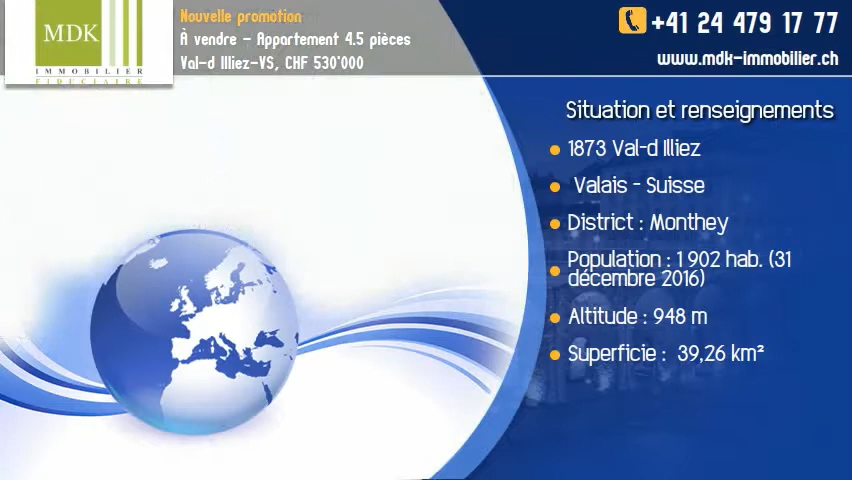 MDK
IMMOBILIER
FIDUCIAIRE
Nouvelle promotion
À vendre - Appartement 4.5 pièces
Val-d Illiez-VS, CHF 530'000
+41 24 479 17 77
www.mdk-immobilier.ch
Situation et renseignements
1873 Val-d Illiez
Valais - Suisse
District : Monthey
Population : 1 902 hab. (31
décembre 2016)
Altitude : 948 m
Superficie : 39,26 km²